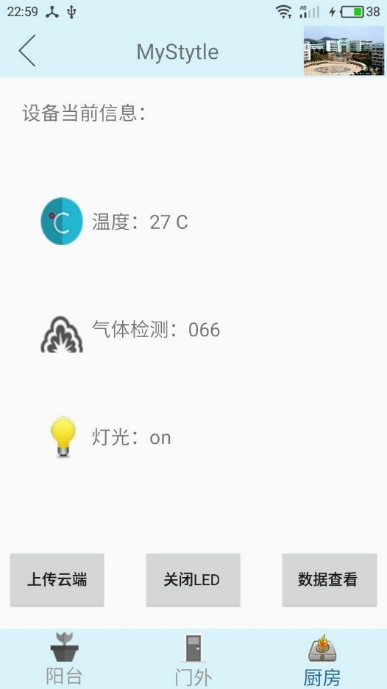 22:59 38
MyStytle
设备当前信息：
℃ 温度：27 C
气体检测：066
灯光：on
上传云端 关闭LED 数据查看
阳台 门外 厨房